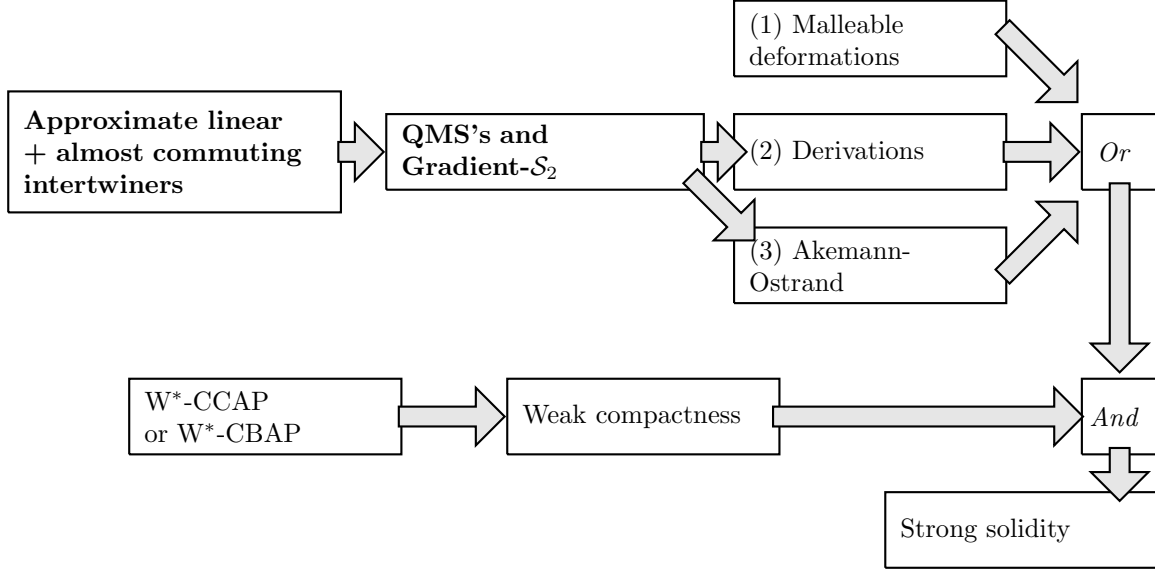 (1) Malleable
deformations
Approximate linear
+ almost commuting
intertwiners
QMS's and
Gradient-𝒮₂
(2) Derivations
Or
(3) Akemann-
Ostrand
W*-CCAP
or W*-CBAP
Weak compactness
And
Strong solidity